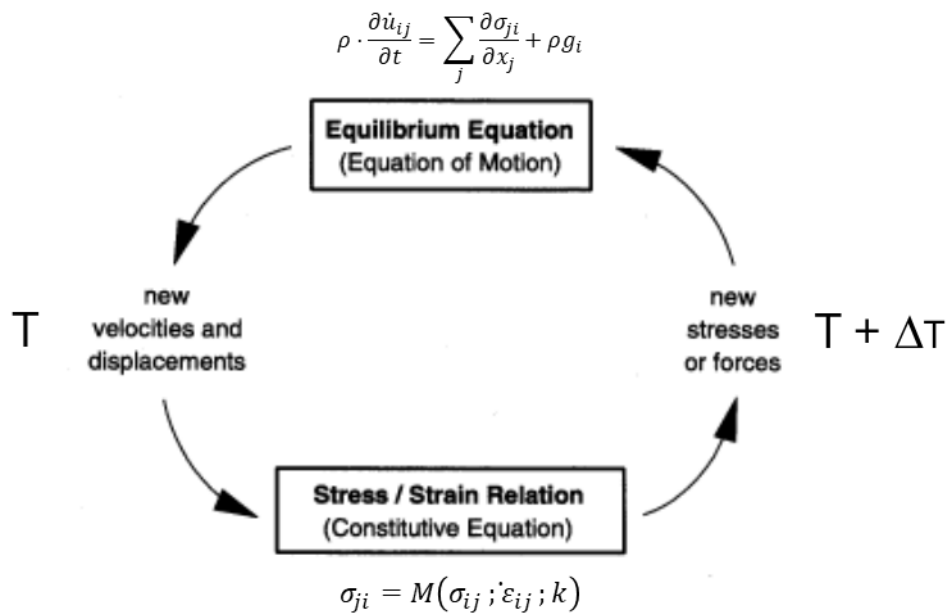 ρ · ∂u̇ᵢⱼ/∂t = ∑ⱼ ∂σⱼᵢ/∂xⱼ + ρgᵢ
Equilibrium Equation
(Equation of Motion)
T
new
velocities and
displacements
new
stresses
or forces
T + ΔT
Stress / Strain Relation
(Constitutive Equation)
σⱼᵢ = M(σᵢⱼ ; ε̇ᵢⱼ ; k)